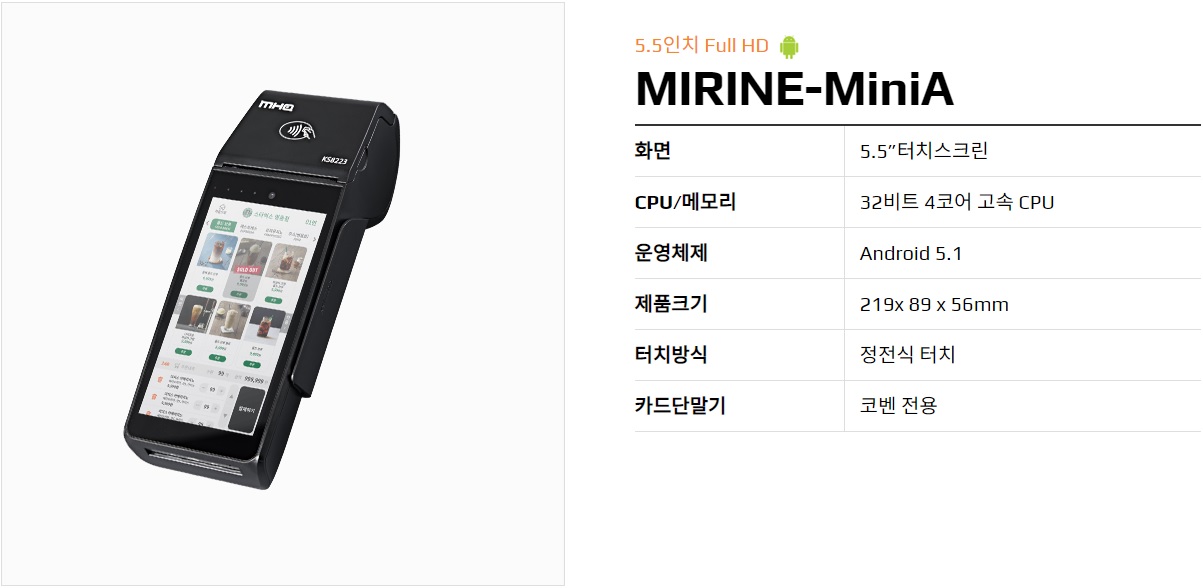 MHQ
KS8223
SOLD OUT
5.5인치 Full HD
MIRINE-MiniA
화면 5.5”터치스크린
CPU/메모리 32비트 4코어 고속 CPU
운영체제 Android 5.1
제품크기 219x 89 x 56mm
터치방식 정전식 터치
카드단말기 코벤 전용